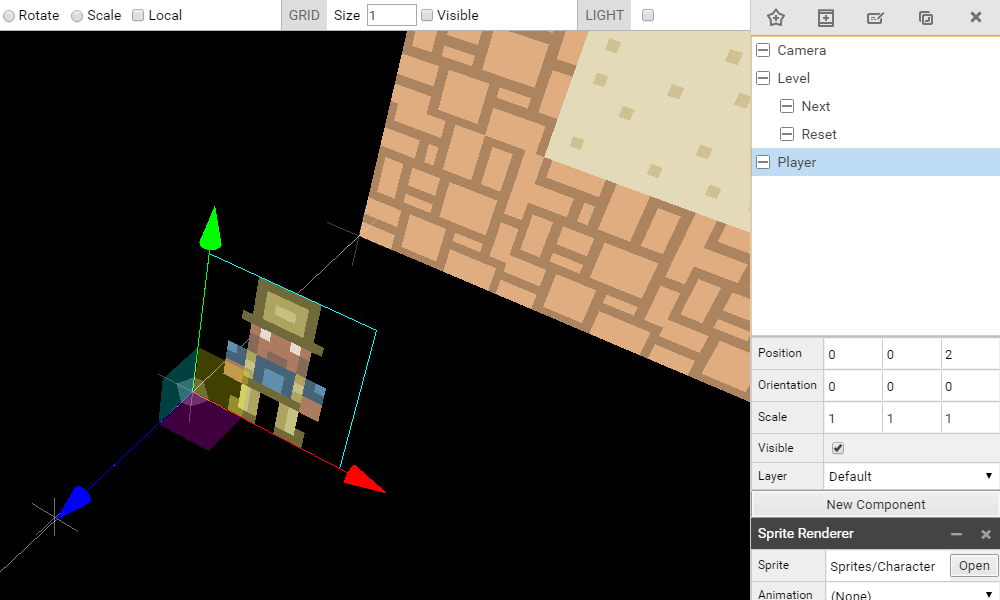 Rotate Scale Local GRID Size 1 Visible LIGHT
Camera
Level
Next
Reset
Player
Position 0 0 2
Orientation 0 0 0
Scale 1 1 1
Visible
Layer Default
New Component
Sprite Renderer
Sprite Sprites/Character Open
Animation (None)